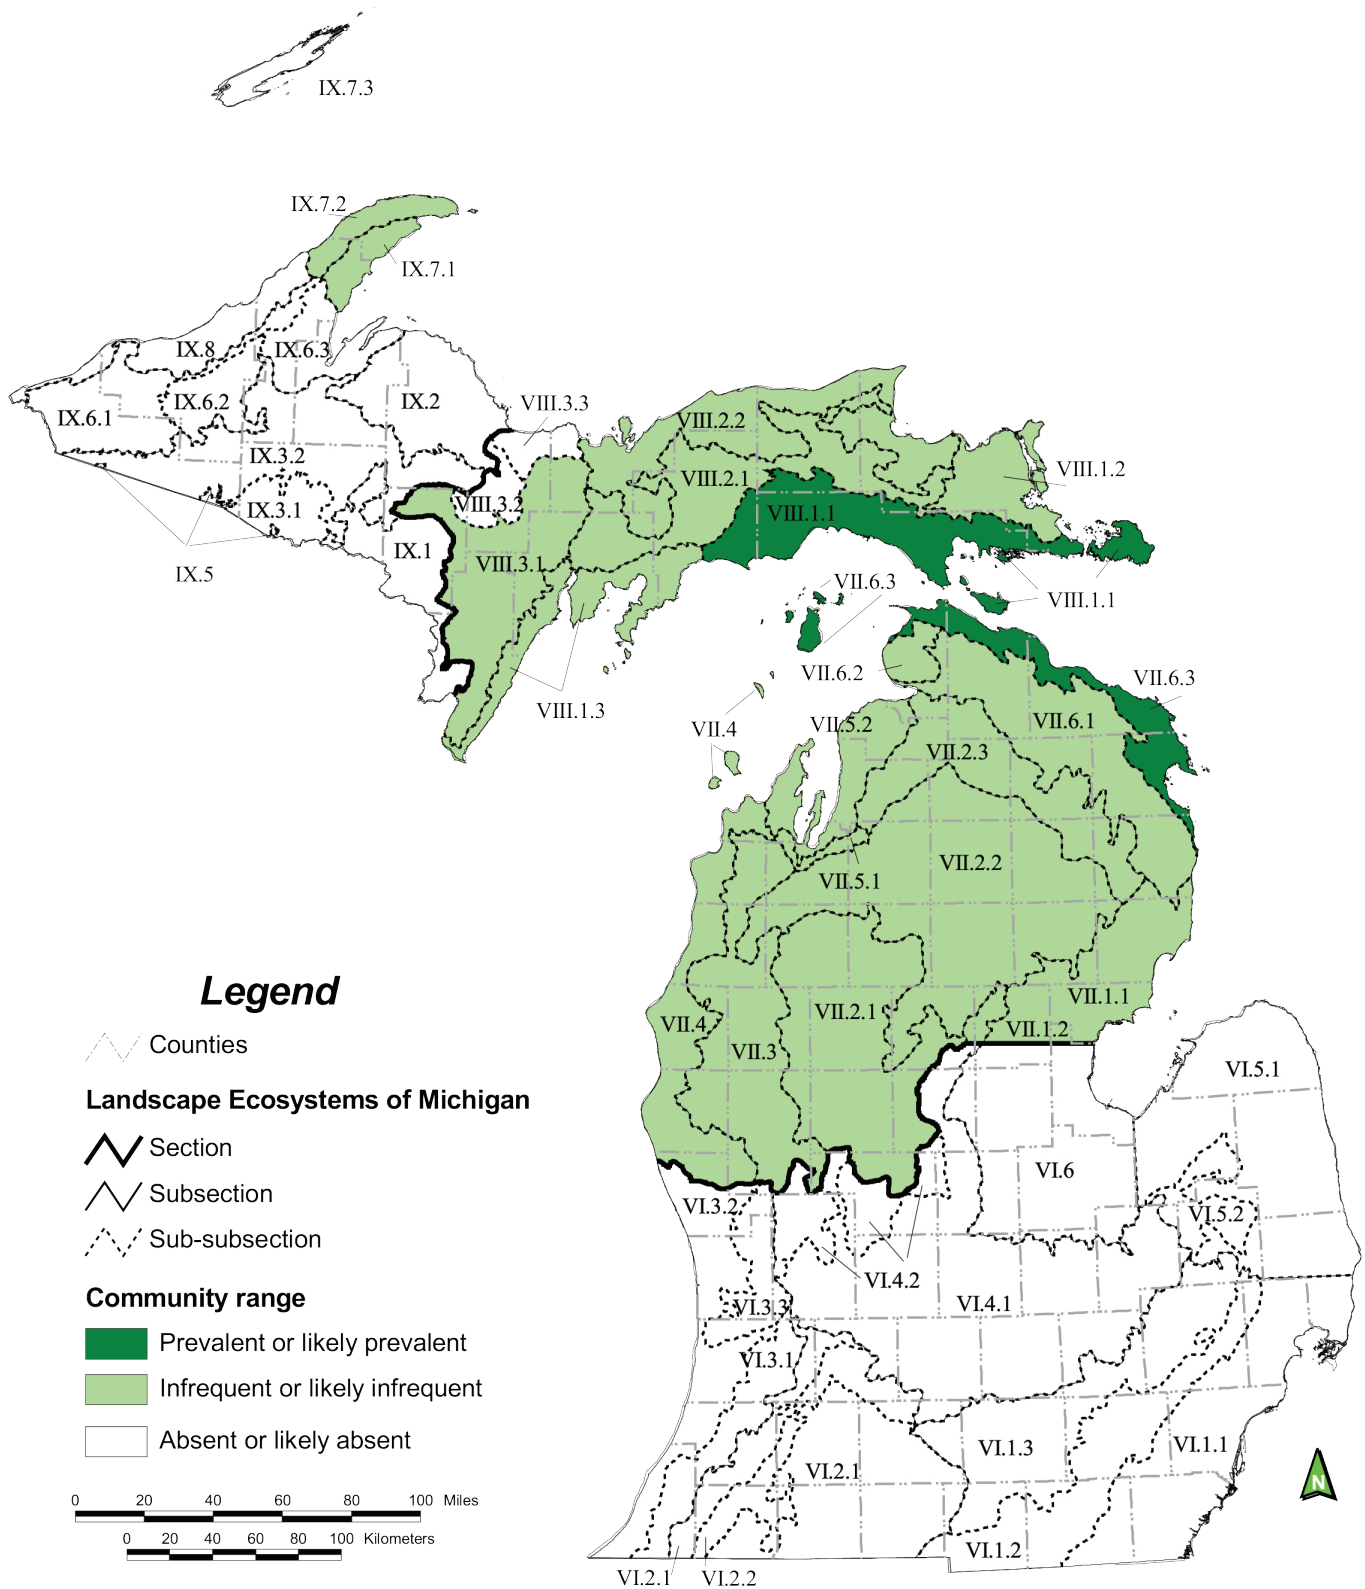 IX.7.3
IX.7.2
IX.7.1
IX.8
IX.6.3
IX.6.1
IX.6.2
IX.2
VIII.3.3
VIII.2.2
IX.3.2
VIII.2.1
VIII.1.2
IX.3.1
VIII.3.2
VIII.1.1
IX.1
VIII.3.1
IX.5
VII.6.3
VIII.1.1
VII.6.2
VII.6.3
VIII.1.3
VII.4
VII.5.2
VII.6.1
VII.2.3
VII.2.2
VII.5.1
VII.1.1
VII.4
VII.2.1
VII.1.2
VII.3
VI.5.1
VI.6
VI.3.2
VI.5.2
VI.4.2
VI.3.3
VI.4.1
VI.3.1
VI.1.3
VI.1.1
VI.2.1
VI.1.2
VI.2.1
VI.2.2
Legend
Counties
Landscape Ecosystems of Michigan
Section
Subsection
Sub-subsection
Community range
Prevalent or likely prevalent
Infrequent or likely infrequent
Absent or likely absent
0 20 40 60 80 100 Miles
0 20 40 60 80 100 Kilometers
N